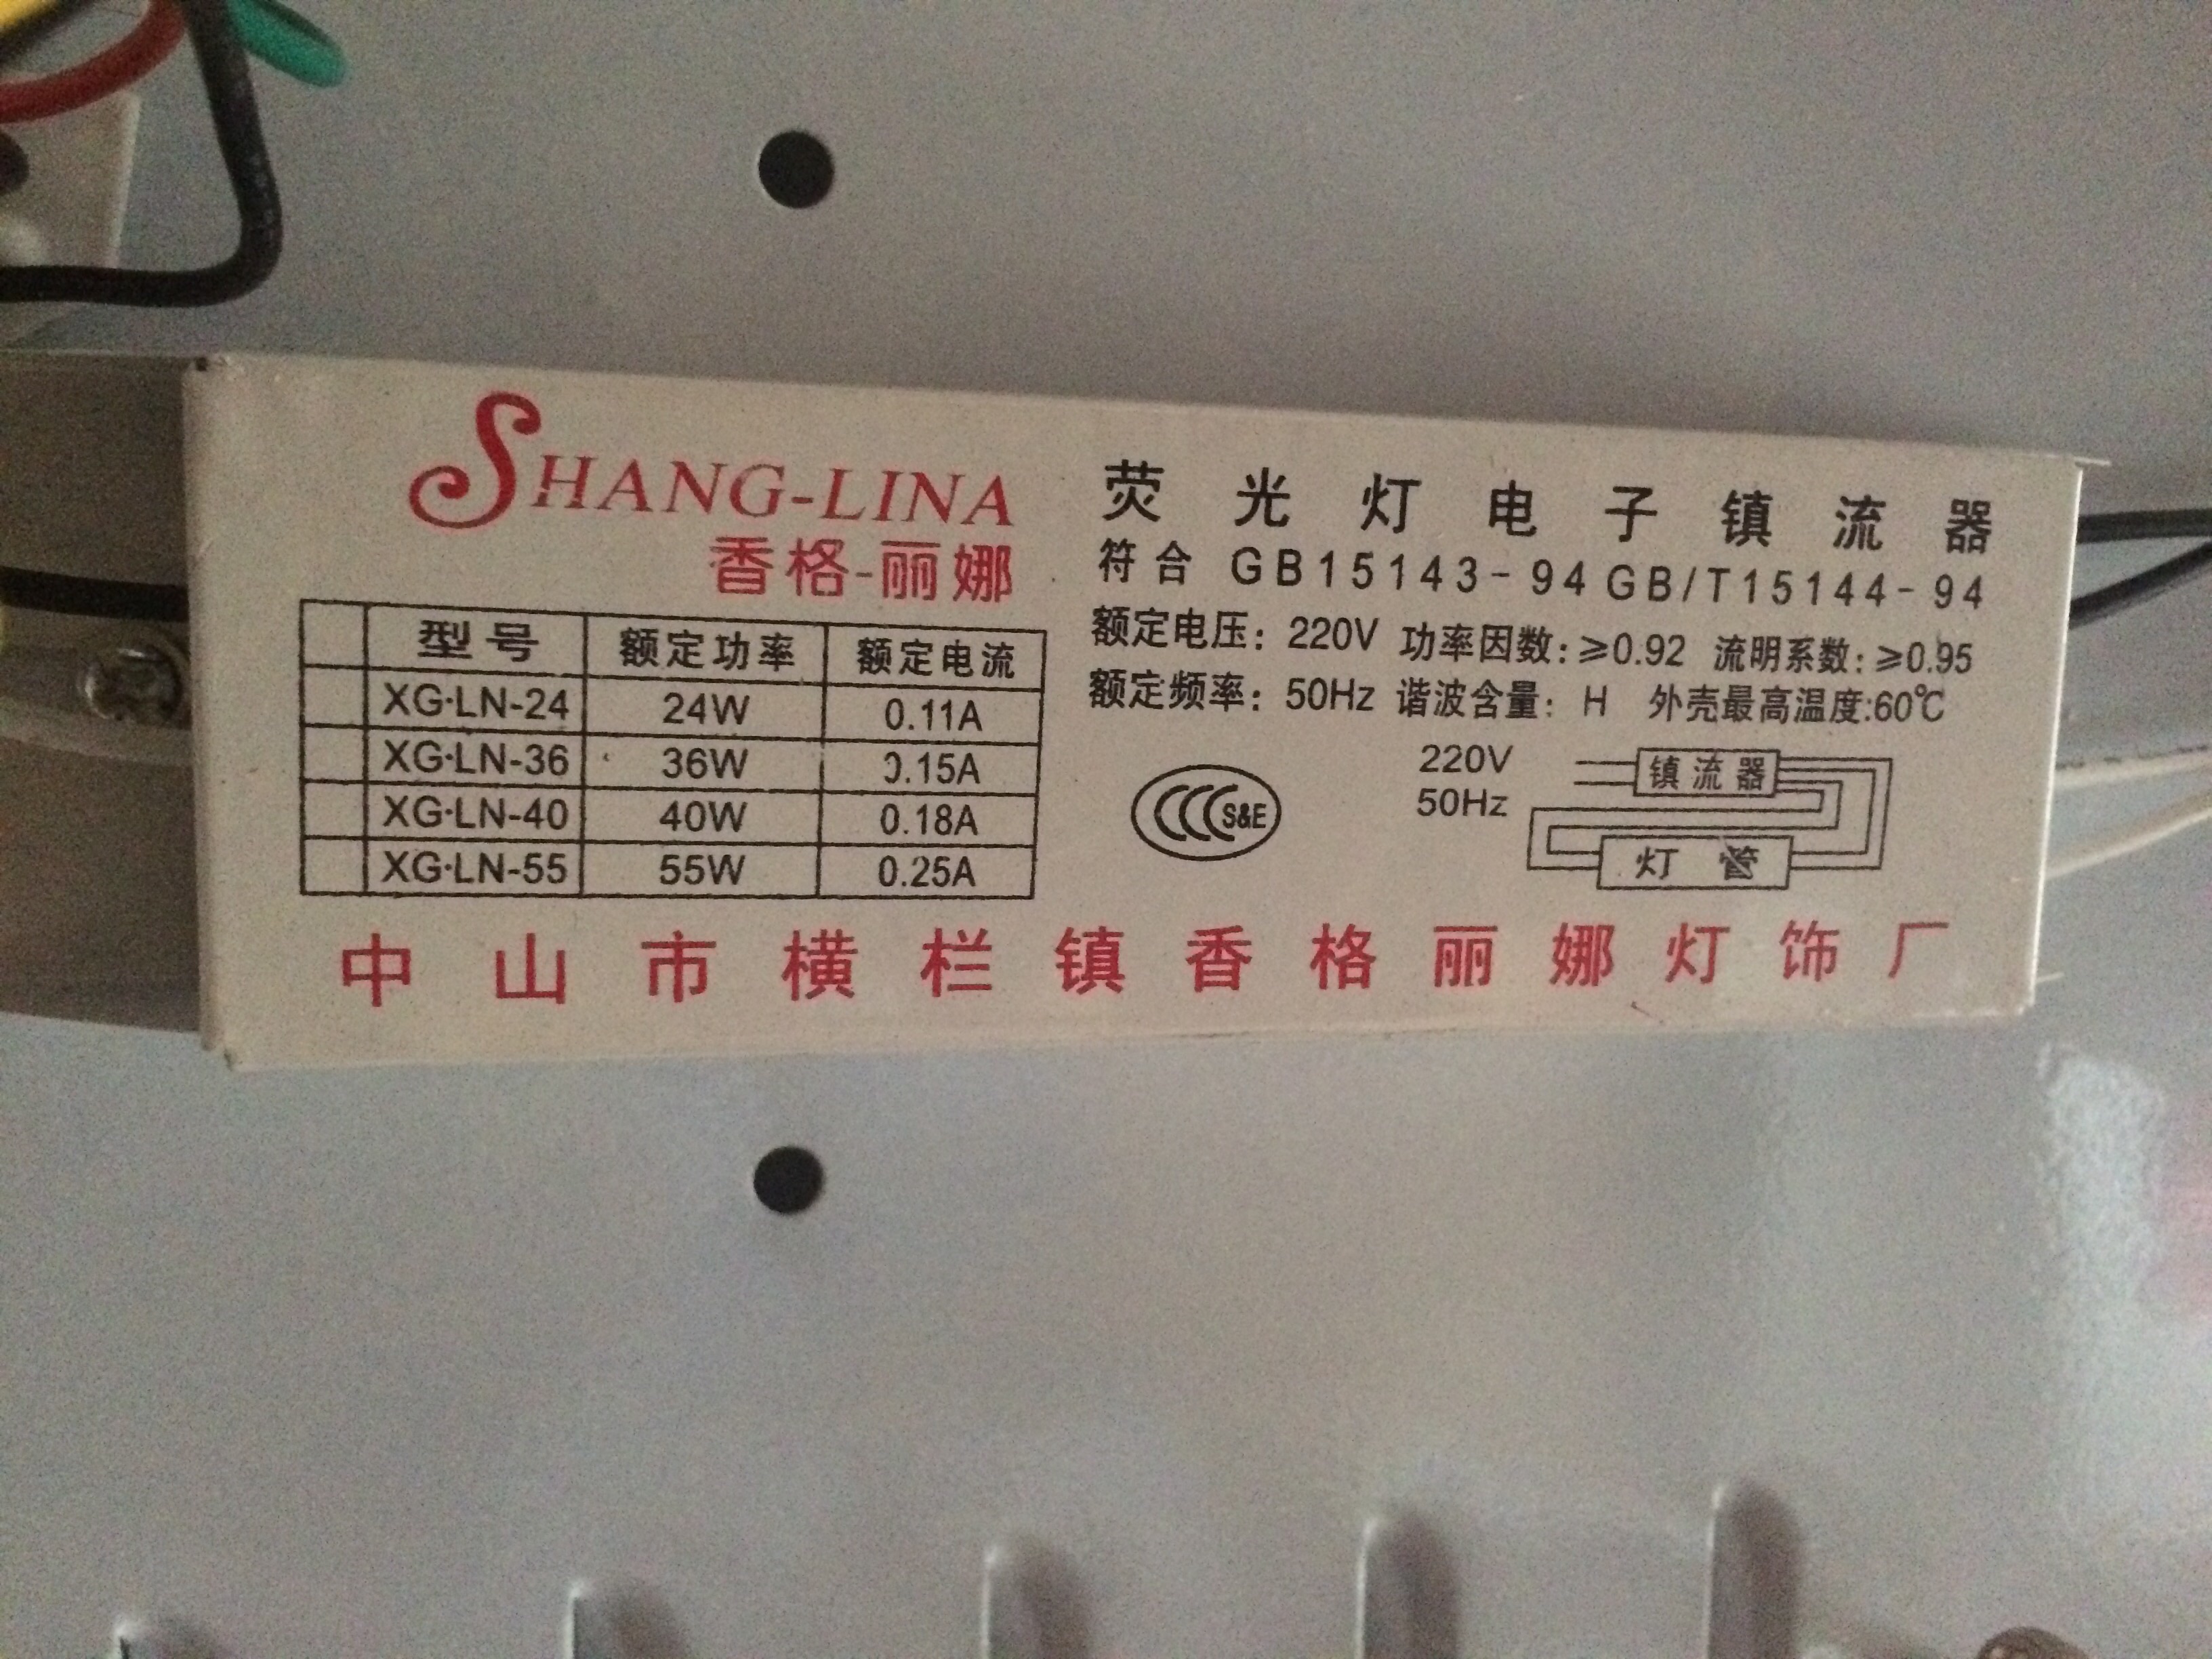 SHANG-LINA
香格-丽娜
型号 额定功率 额定电流
XG·LN-24 24W 0.11A
XG·LN-36 36W 0.15A
XG·LN-40 40W 0.18A
XG·LN-55 55W 0.25A
荧光灯电子镇流器
符合 GB15143-94 GB/T15144-94
额定电压: 220V 功率因数:≥0.92 流明系数:≥0.95
额定频率: 50Hz 谐波含量: H 外壳最高温度:60℃
CCC S&E
220V
50Hz
镇流器
灯 管
中山市横栏镇香格丽娜灯饰厂